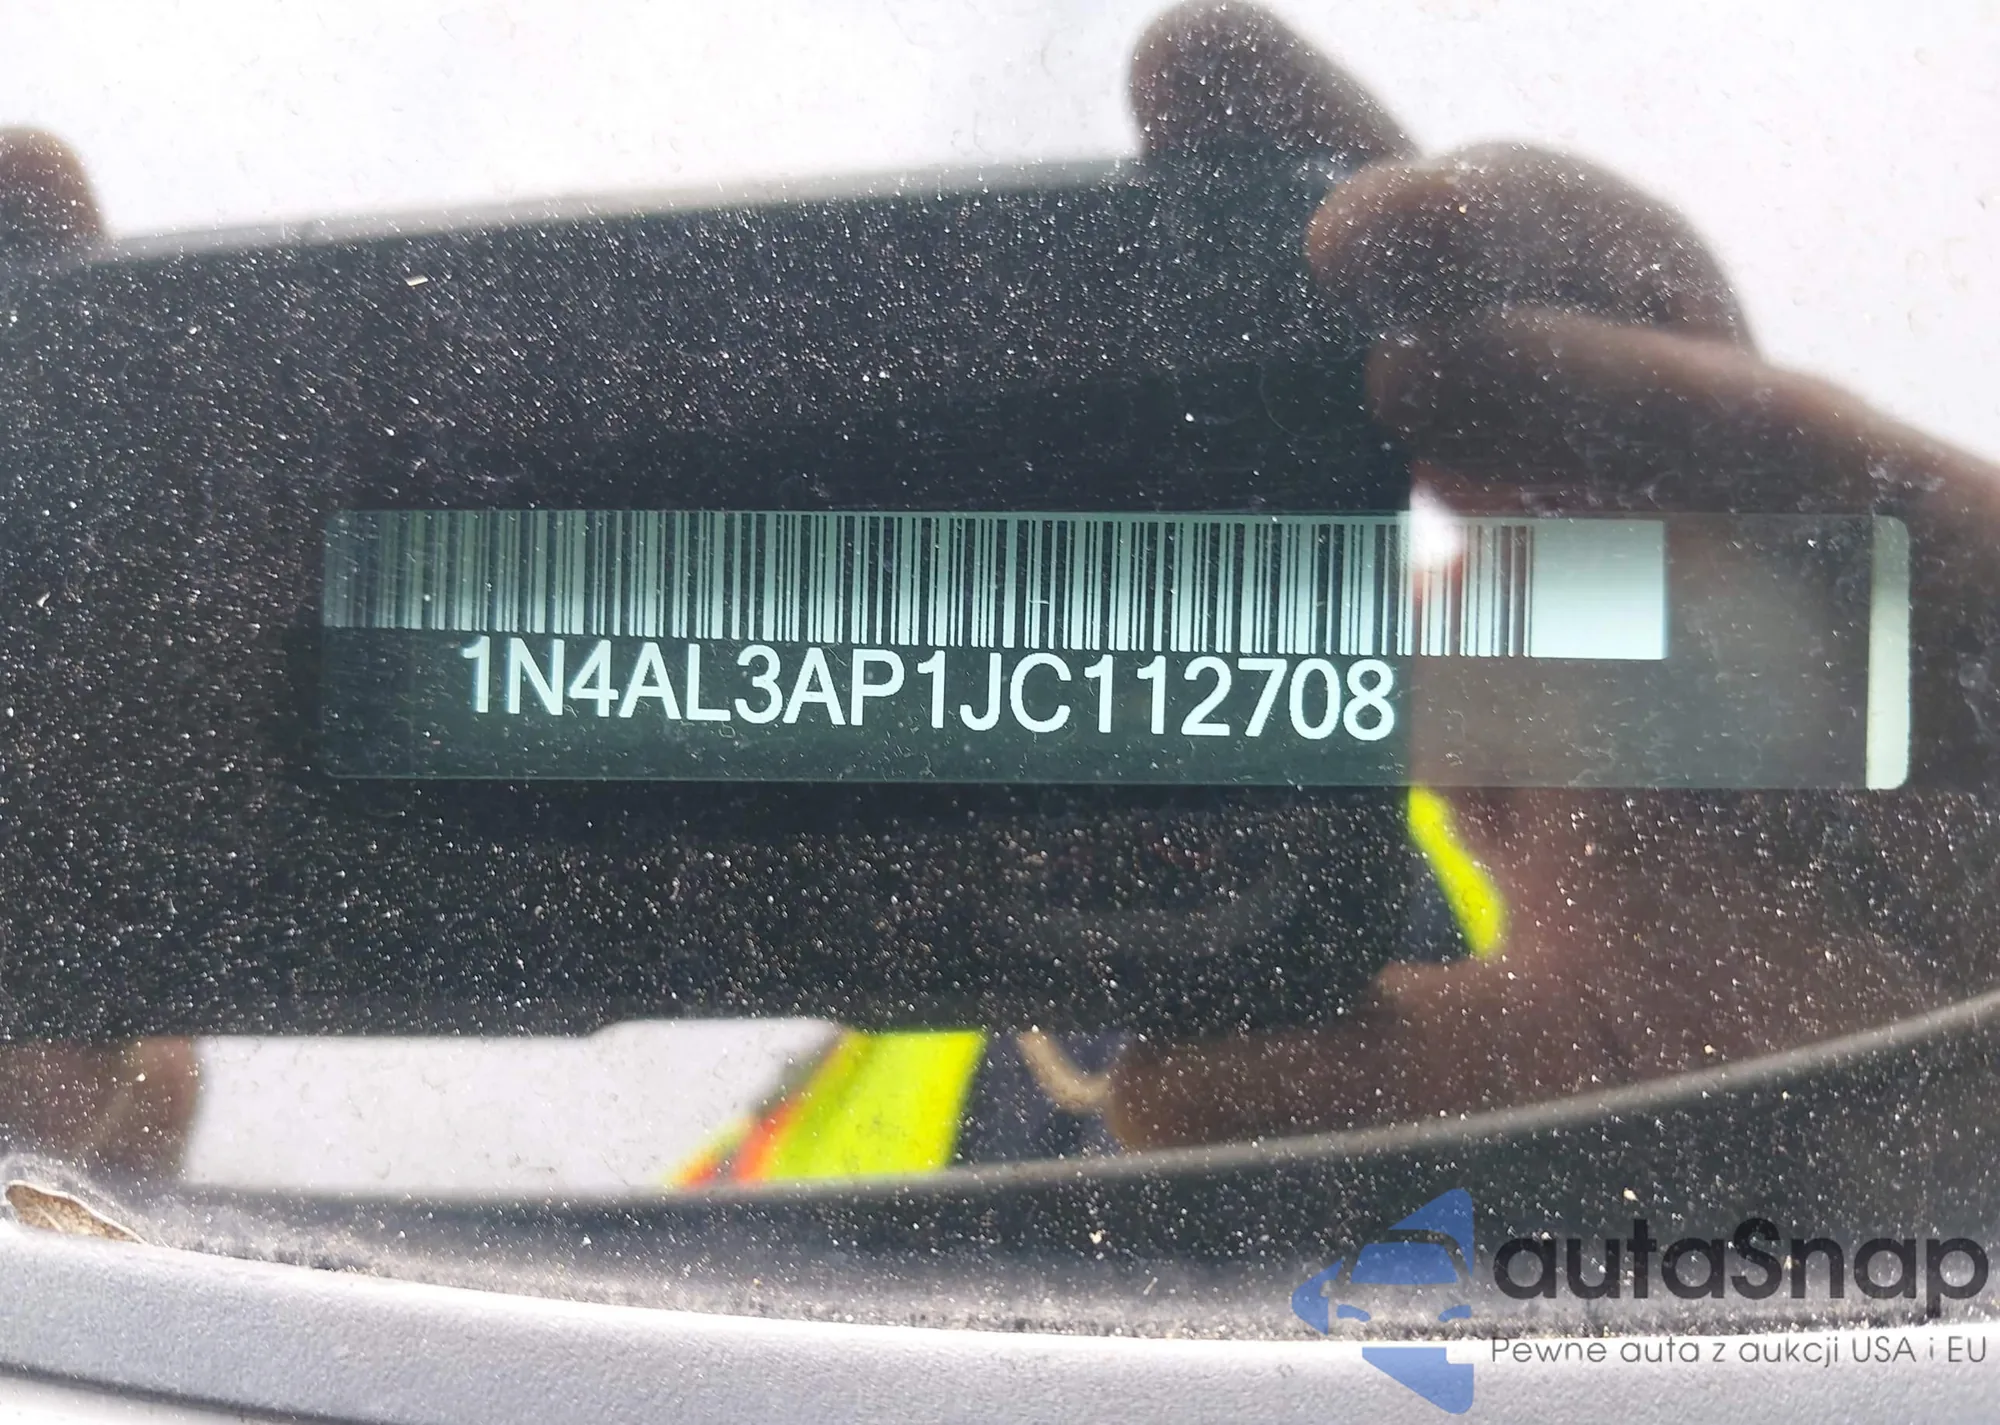 1N4AL3AP1JC112708
autaSnap
Pewne auta z aukcji USA i EU